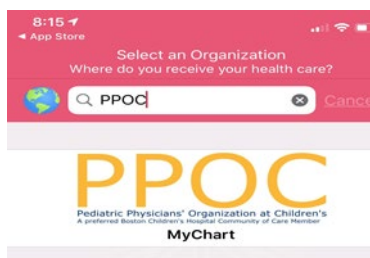 8:15
App Store
Select an Organization
Where do you receive your health care?
PPOC
Cance
PPOC
Pediatric Physicians' Organization at Children's
A preferred Boston Children's Hospital Community of Care Member
MyChart